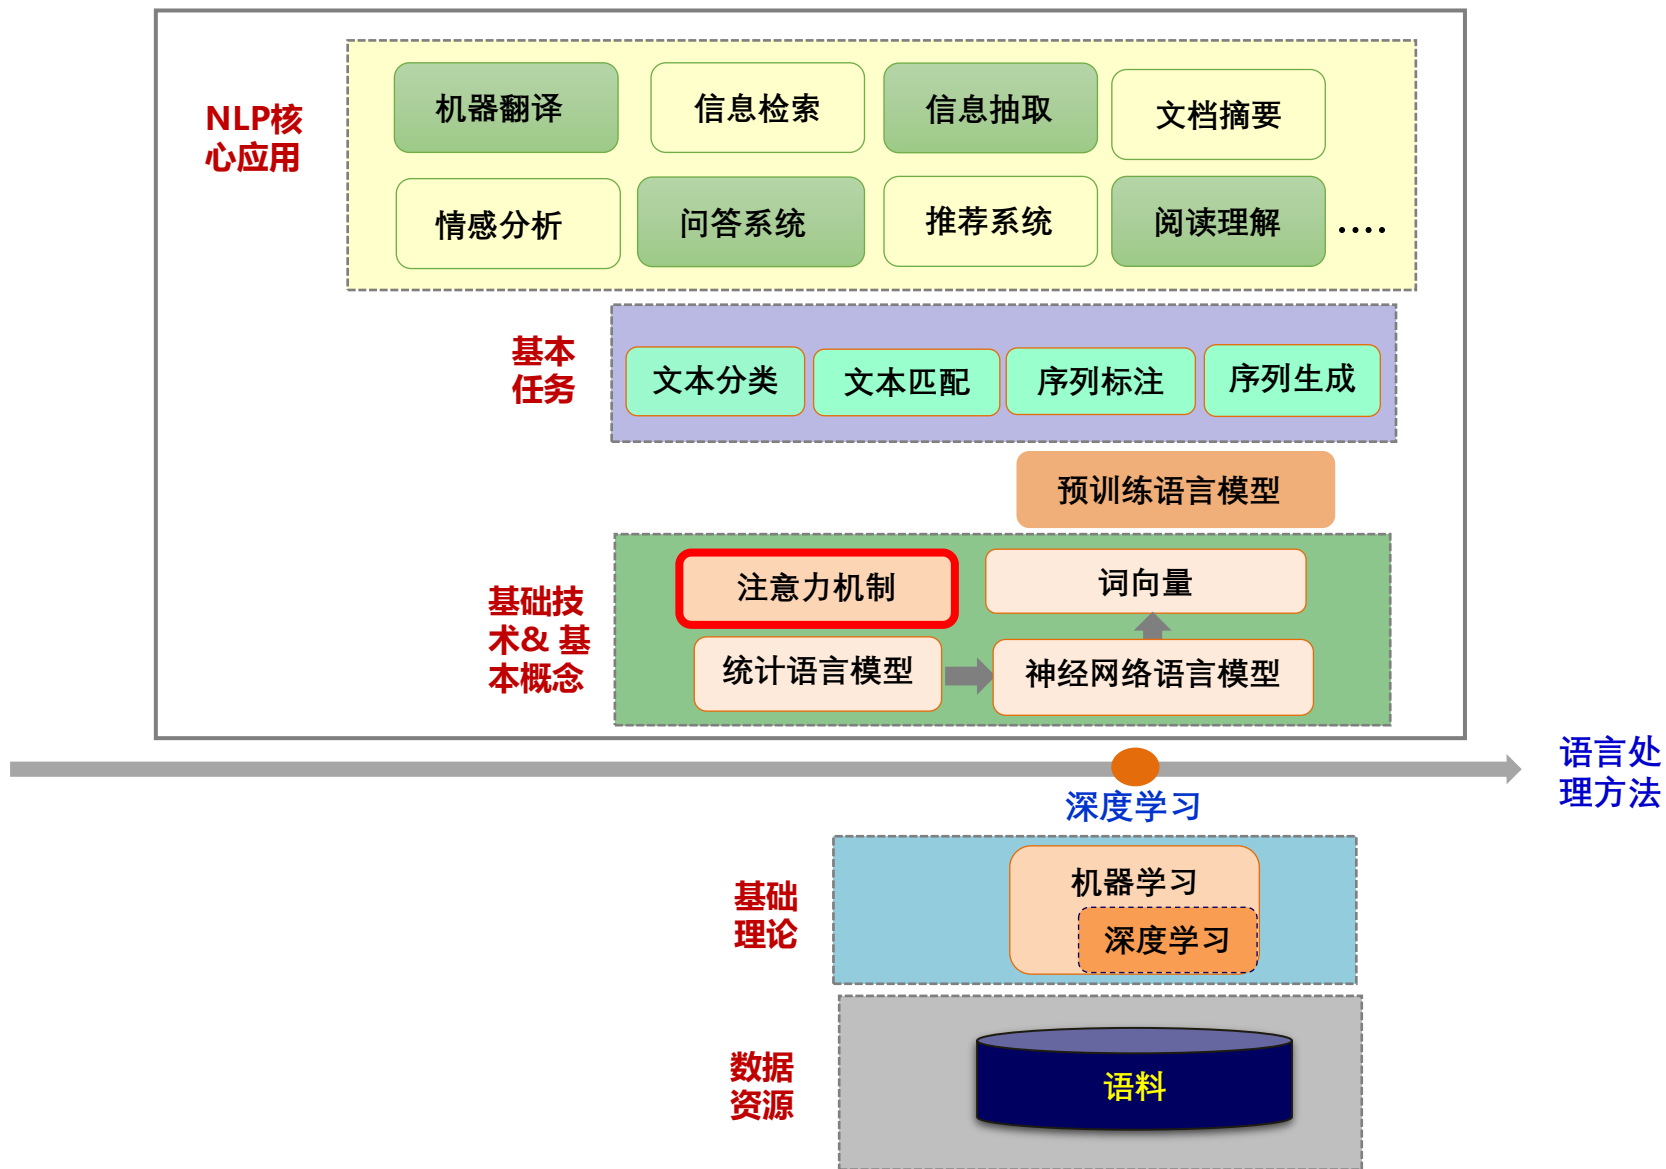 NLP核
心应用
机器翻译
信息检索
信息抽取
文档摘要
情感分析
问答系统
推荐系统
阅读理解
....
基本
任务
文本分类
文本匹配
序列标注
序列生成
预训练语言模型
基础技
术& 基
本概念
注意力机制
词向量
统计语言模型
神经网络语言模型
语言处
理方法
深度学习
基础
理论
机器学习
深度学习
数据
资源
语料